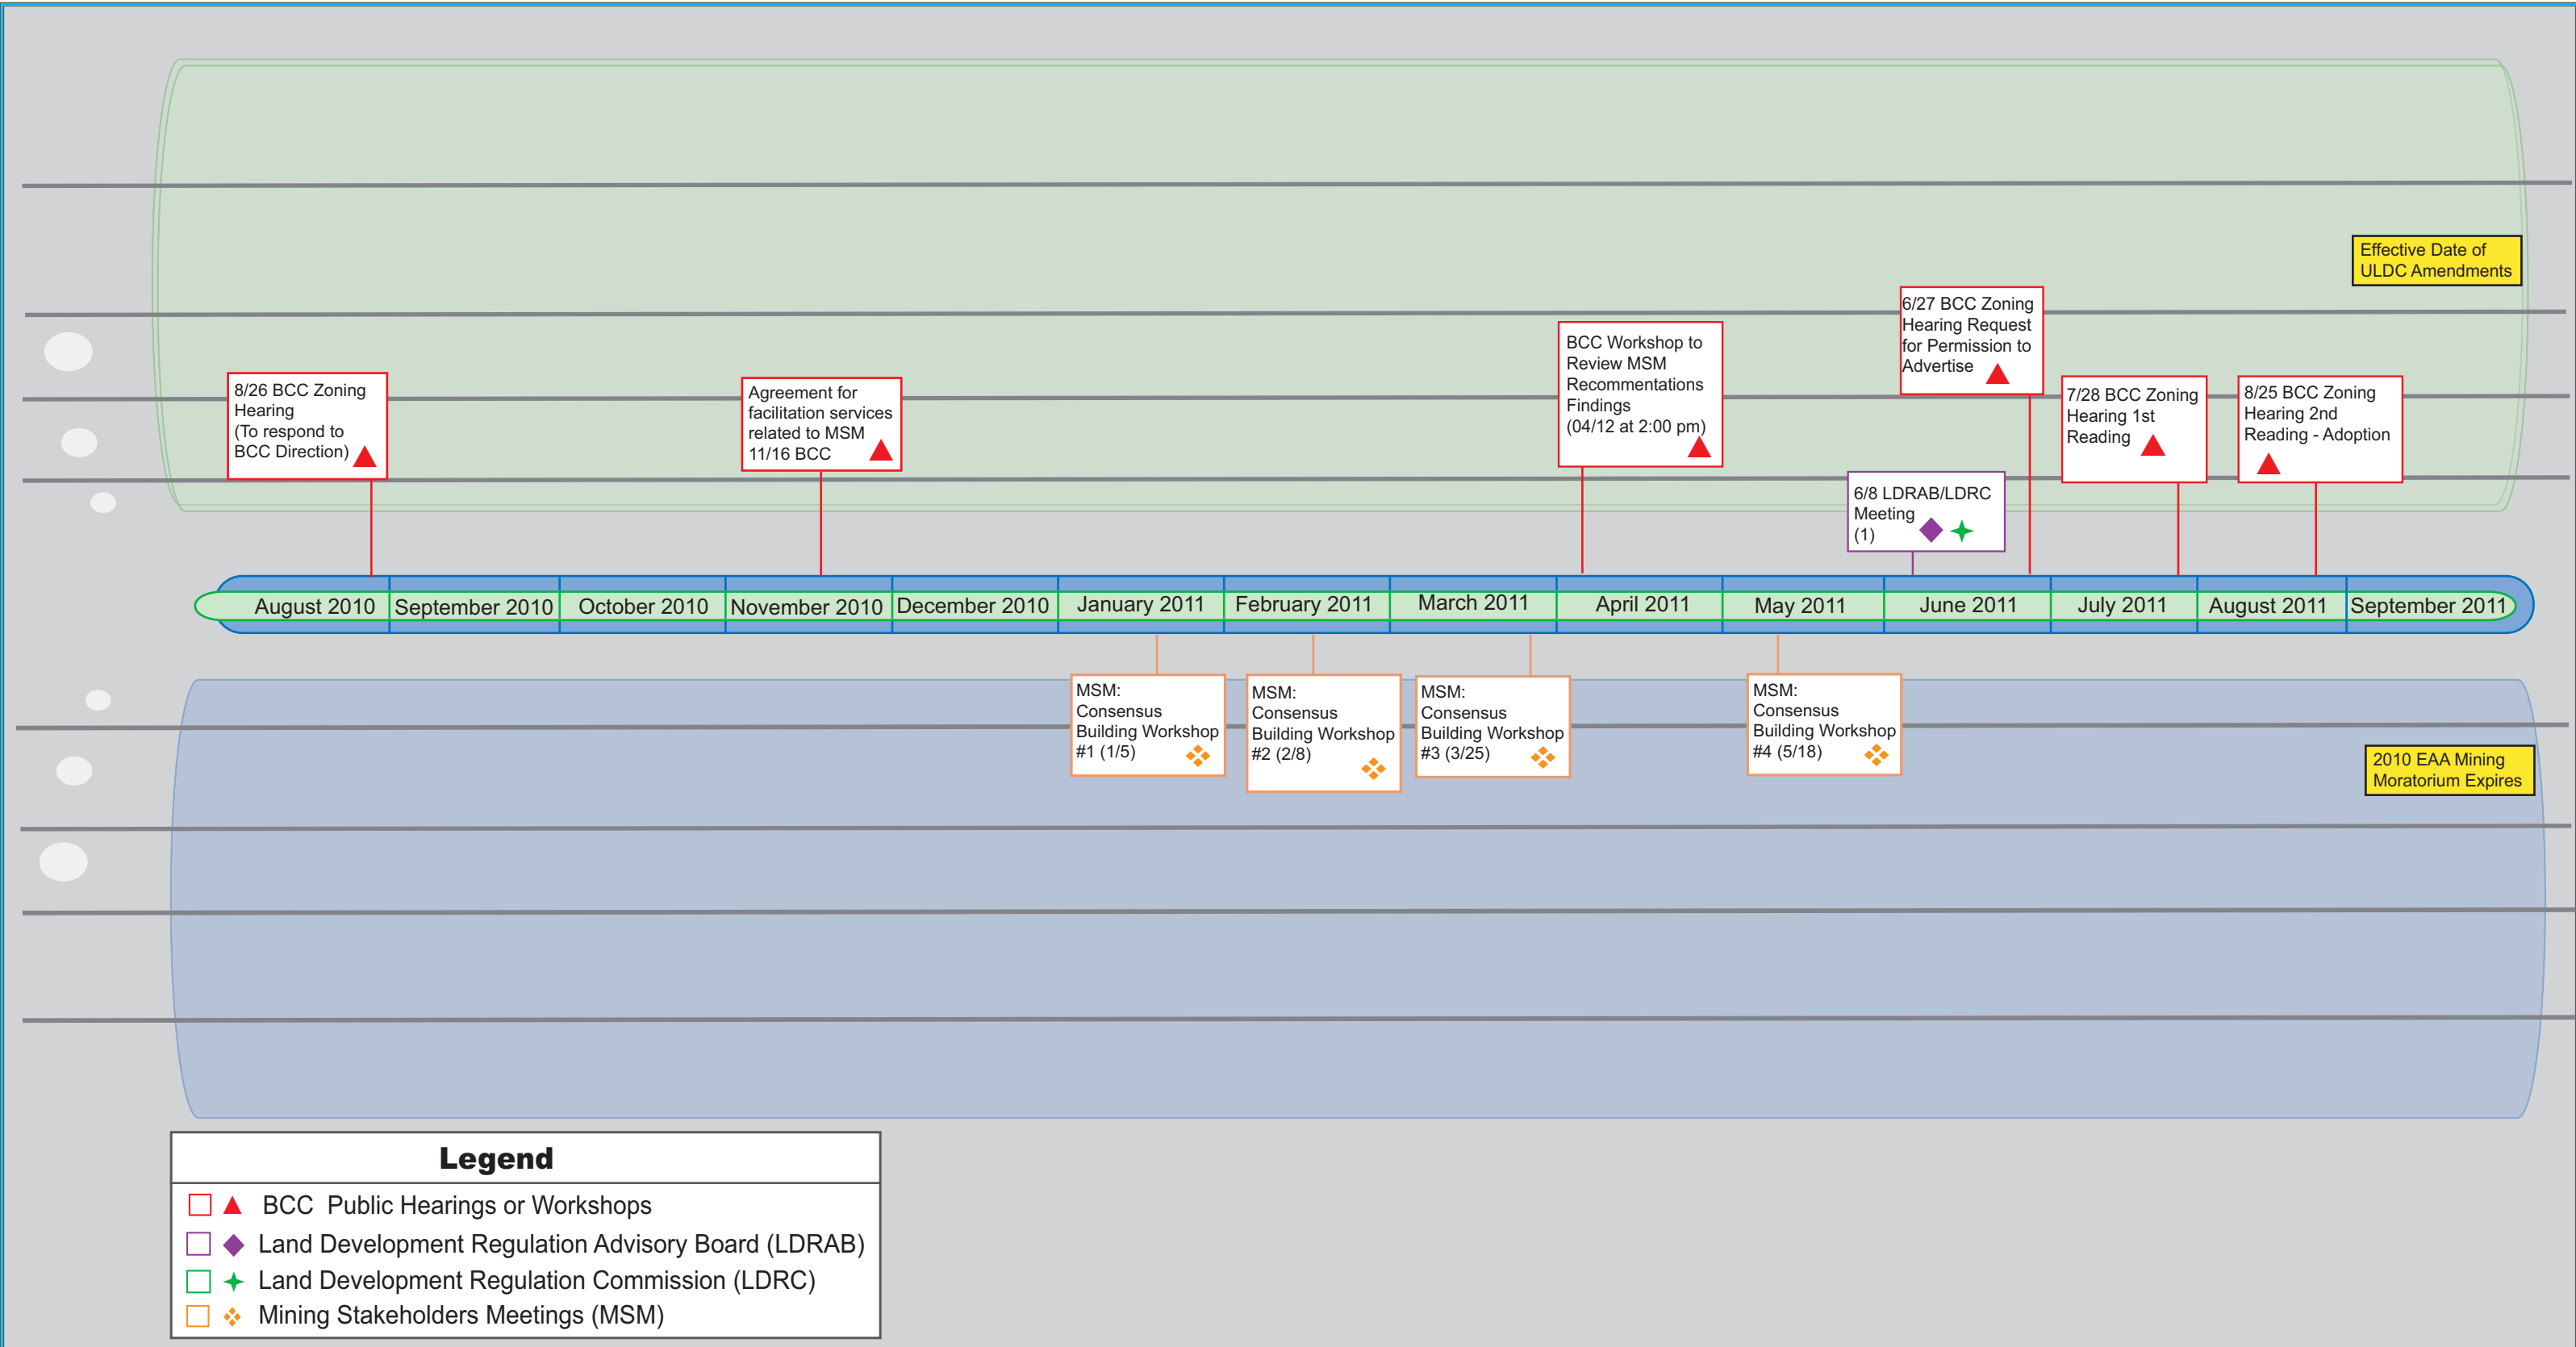 Effective Date of
ULDC Amendments
8/26 BCC Zoning
Hearing
(To respond to
BCC Direction)
Agreement for
facilitation services
related to MSM
11/16 BCC
BCC Workshop to
Review MSM
Recommentations
Findings
(04/12 at 2:00 pm)
6/27 BCC Zoning
Hearing Request
for Permission to
Advertise
7/28 BCC Zoning
Hearing 1st
Reading
8/25 BCC Zoning
Hearing 2nd
Reading - Adoption
6/8 LDRAB/LDRC
Meeting
(1)
August 2010
September 2010
October 2010
November 2010
December 2010
January 2011
February 2011
March 2011
April 2011
May 2011
June 2011
July 2011
August 2011
September 2011
MSM:
Consensus
Building Workshop
#1 (1/5)
MSM:
Consensus
Building Workshop
#2 (2/8)
MSM:
Consensus
Building Workshop
#3 (3/25)
MSM:
Consensus
Building Workshop
#4 (5/18)
2010 EAA Mining
Moratorium Expires
Legend
BCC Public Hearings or Workshops
Land Development Regulation Advisory Board (LDRAB)
Land Development Regulation Commission (LDRC)
Mining Stakeholders Meetings (MSM)